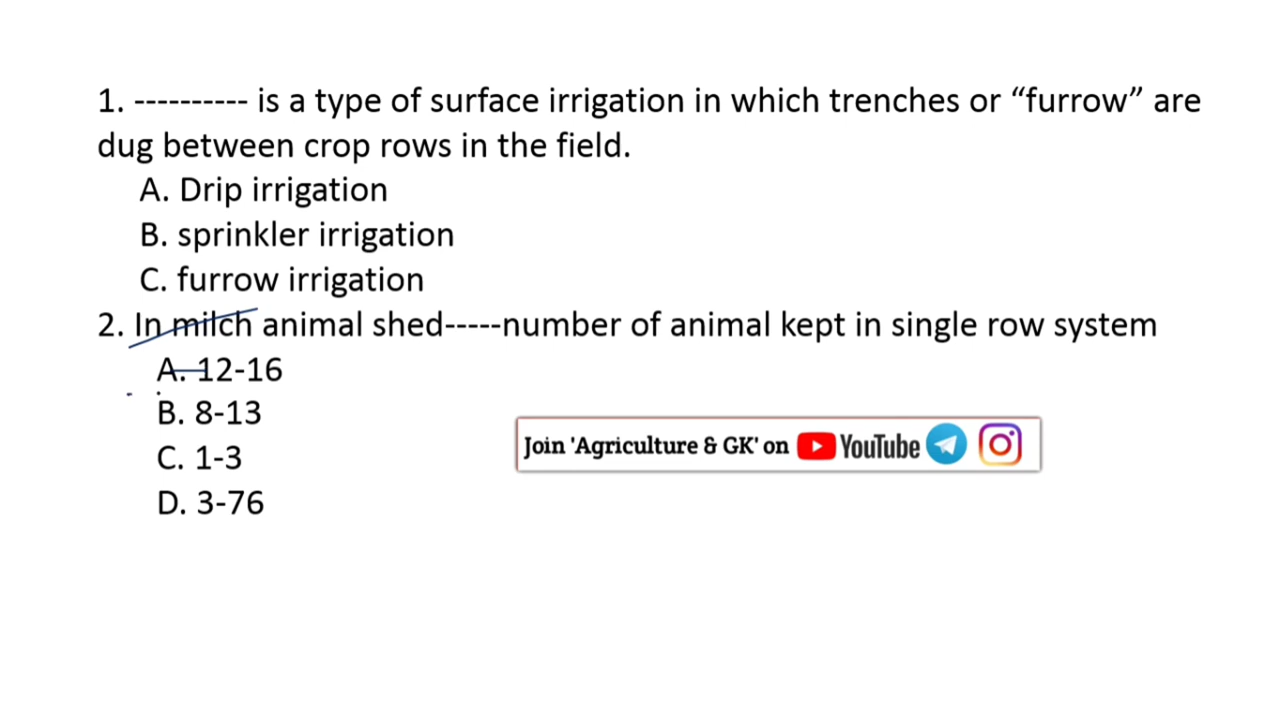 1. ---------- is a type of surface irrigation in which trenches or “furrow” are
dug between crop rows in the field.
A. Drip irrigation
B. sprinkler irrigation
C. furrow irrigation
2. In milch animal shed-----number of animal kept in single row system
A. 12-16
B. 8-13
C. 1-3
D. 3-76
Join 'Agriculture & GK' on YouTube